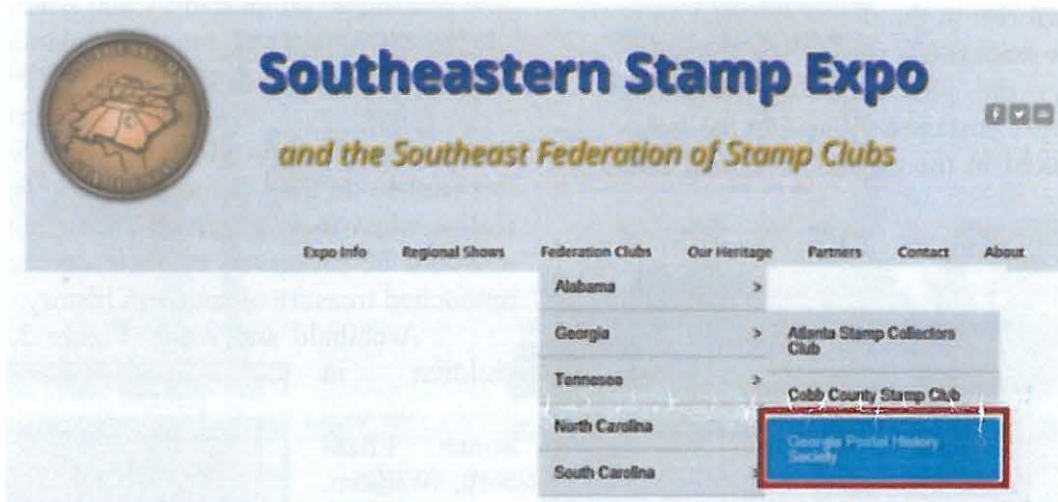 Southeastern Stamp Expo
and the Southeast Federation of Stamp Clubs
Expo Info Regional Shows Federation Clubs Our Heritage Partners Contact About
Alabama >
Georgia >
Atlanta Stamp Collectors
Club
Tennessee >
Cobb County Stamp Club
North Carolina
Georgia Postal History
Society
South Carolina >